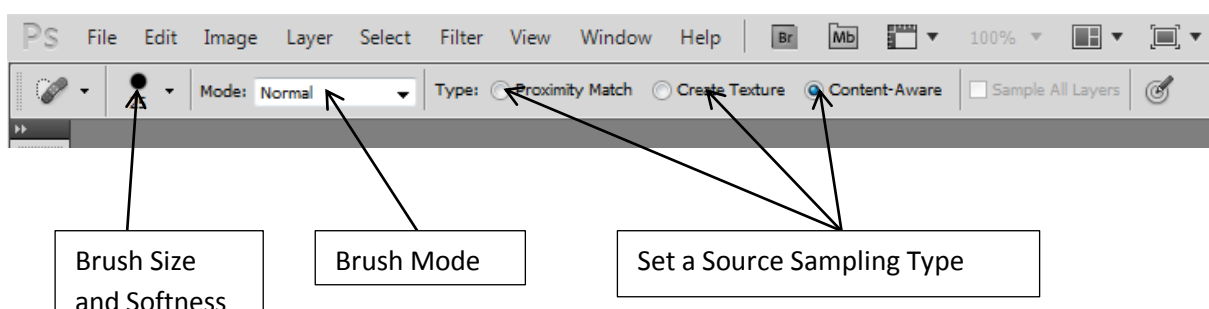 Ps File Edit Image Layer Select Filter View Window Help Br Mb 100%
Mode: Normal Type: Proximity Match Create Texture Content-Aware Sample All Layers
Brush Size
and Softness
Brush Mode
Set a Source Sampling Type